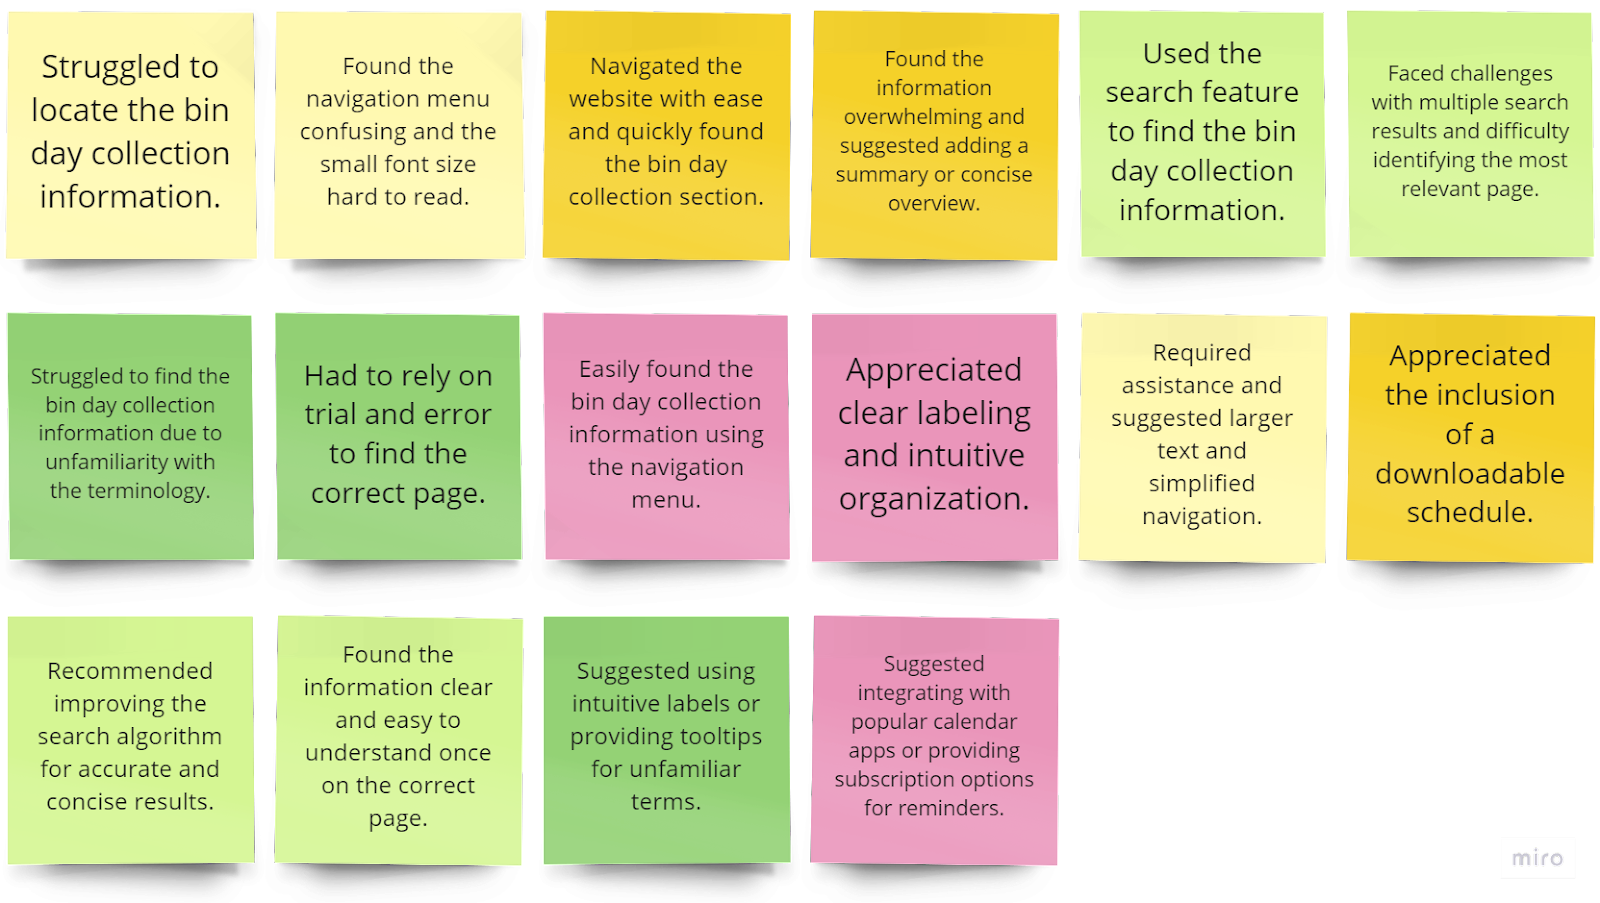 Struggled to
locate the bin
day collection
information.
Found the
navigation menu
confusing and the
small font size
hard to read.
Navigated the
website with ease
and quickly found
the bin day
collection section.
Found the
information
overwhelming and
suggested adding a
summary or concise
overview.
Used the
search feature
to find the bin
day collection
information.
Faced challenges
with multiple search
results and difficulty
identifying the most
relevant page.
Struggled to find the
bin day collection
information due to
unfamiliarity with
the terminology.
Had to rely on
trial and error
to find the
correct page.
Easily found the
bin day collection
information using
the navigation
menu.
Appreciated
clear labeling
and intuitive
organization.
Required
assistance and
suggested larger
text and
simplified
navigation.
Appreciated
the inclusion
of a
downloadable
schedule.
Recommended
improving the
search algorithm
for accurate and
concise results.
Found the
information clear
and easy to
understand once
on the correct
page.
Suggested using
intuitive labels or
providing tooltips
for unfamiliar
terms.
Suggested
integrating with
popular calendar
apps or providing
subscription options
for reminders.
miro